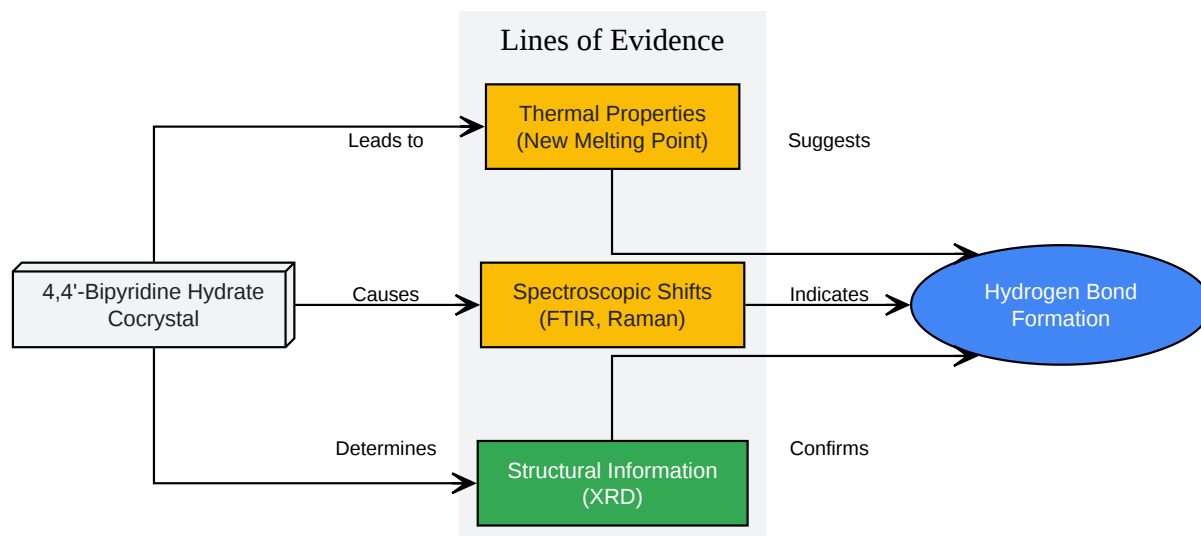 Lines of Evidence
Thermal Properties
(New Melting Point)
Leads to
Suggests
4,4'-Bipyridine Hydrate
Cocrystal
Causes
Spectroscopic Shifts
(FTIR, Raman)
Indicates
Hydrogen Bond
Formation
Determines
Structural Information
(XRD)
Confirms